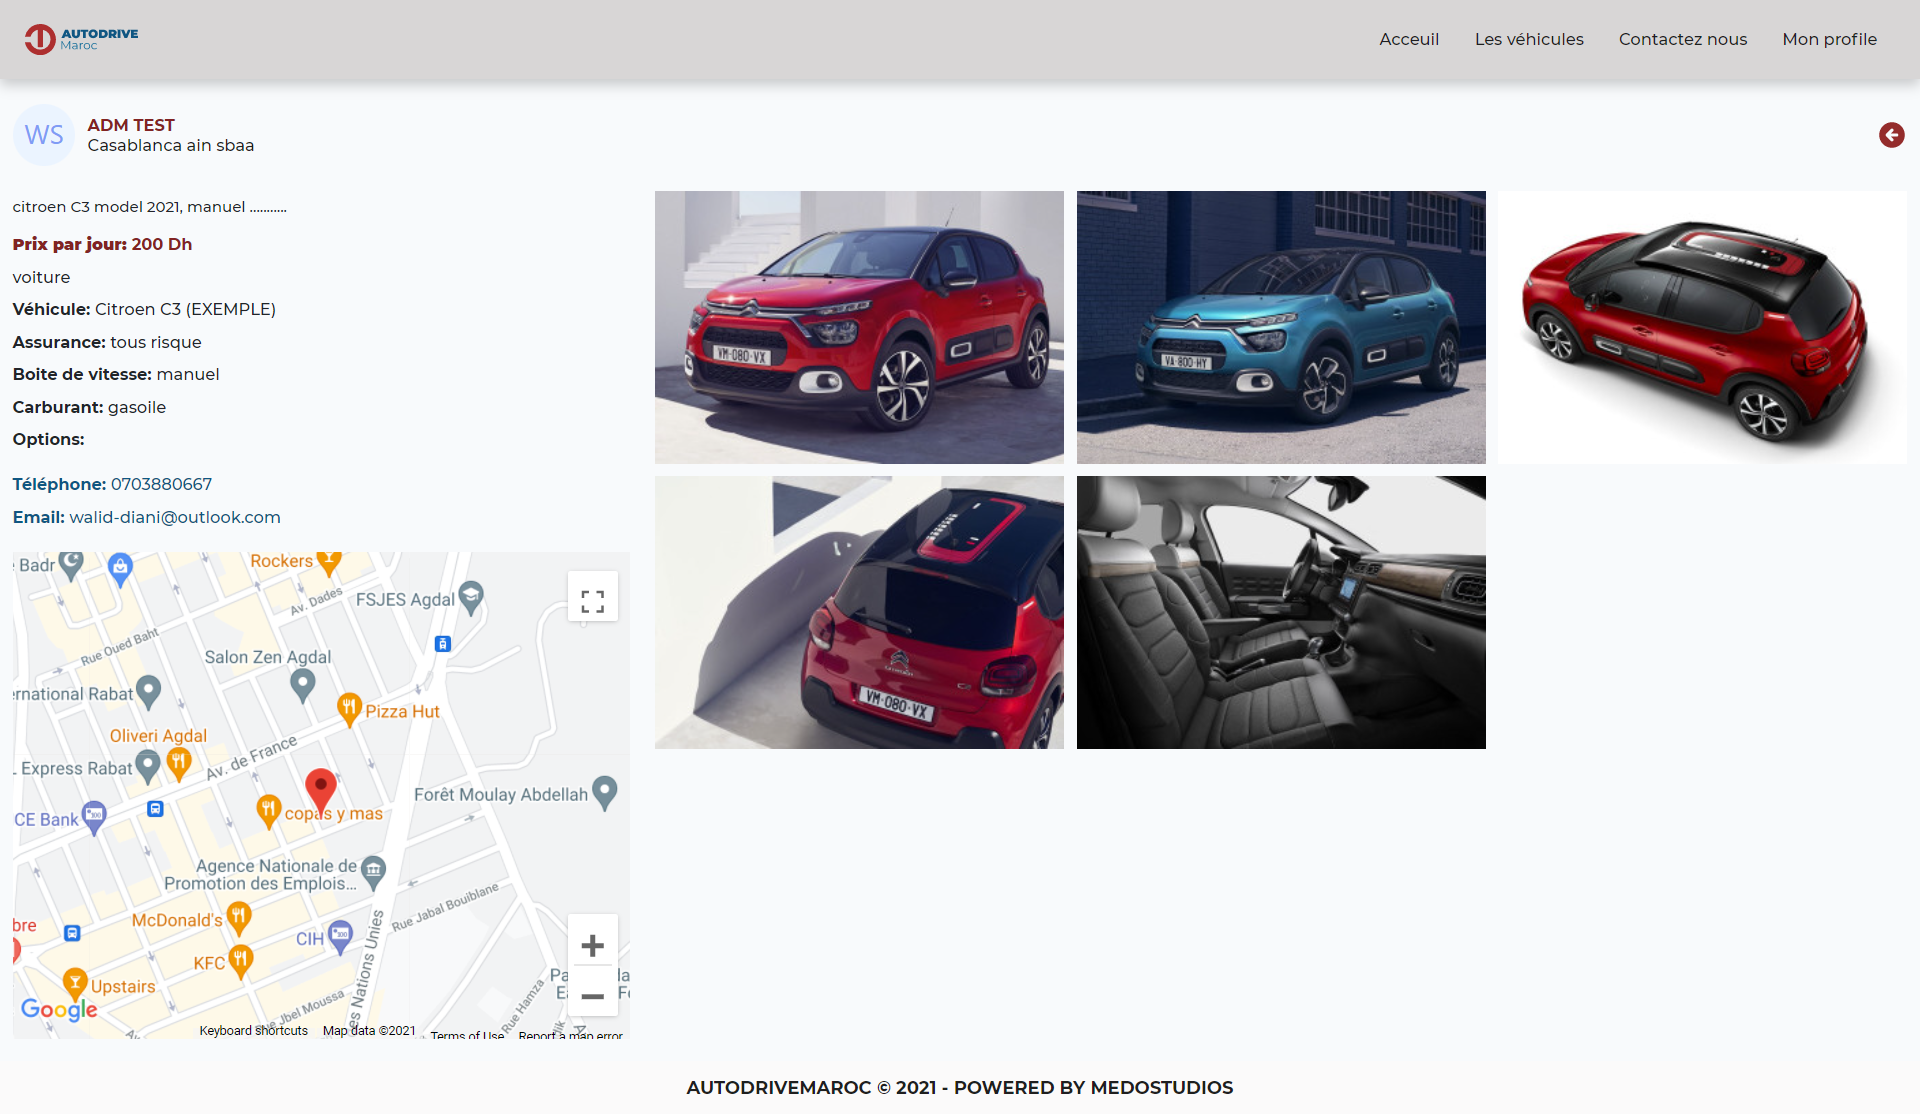 AUTODRIVE
Maroc
Acceuil
Les véhicules
Contactez nous
Mon profile
WS
ADM TEST
Casablanca ain sbaa
citroen C3 model 2021, manuel ...........
Prix par jour: 200 Dh
voiture
Véhicule: Citroen C3 (EXEMPLE)
Assurance: tous risque
Boite de vitesse: manuel
Carburant: gasoile
Options:
Téléphone: 0703880667
Email: walid-diani@outlook.com
VM-080-VX
VA-800-HY
VM-080-VX
Badr
Rockers
Av. Dades
FSJES Agdal
Rue Oued Baht
Salon Zen Agdal
Rabat
Pizza Hut
Oliveri Agdal
Av. de France
Express Rabat
Forêt Moulay Abdellah
copas y mas
CE Bank
Agence Nationale de
Promotion des Emplois...
Rue Jabal Bouiblane
McDonald's
bre
CIH
Nations Unies
KFC
Upstairs
Rue Hamza
Jbel Moussa
Google
Keyboard shortcuts
Map data ©2021
Terms of Use
Report a map error
AUTODRIVEMAROC © 2021 - POWERED BY MEDOSTUDIOS